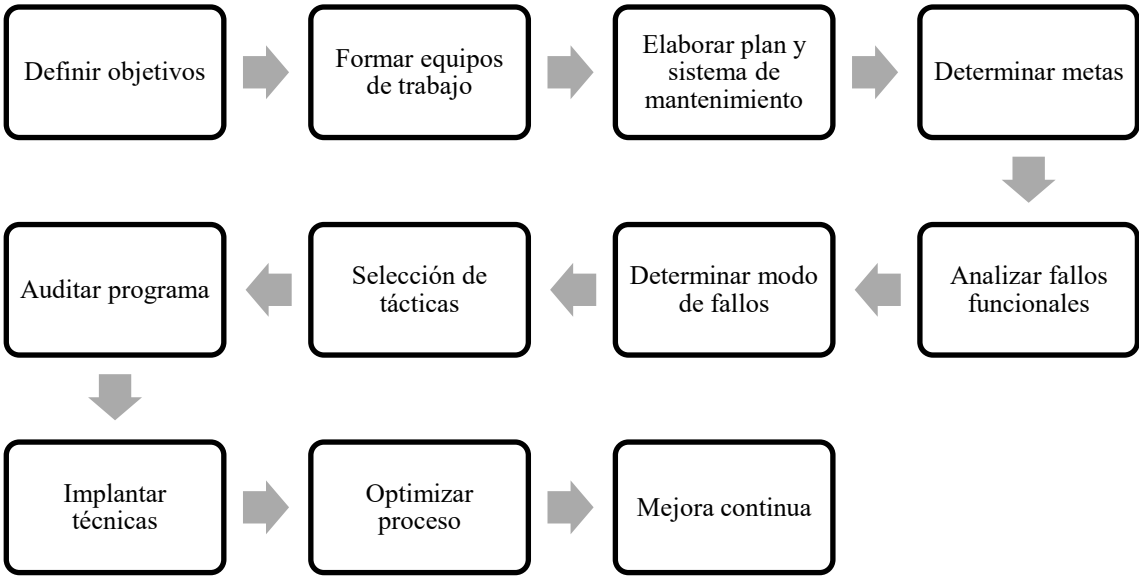 Definir objetivos
Formar equipos
de trabajo
Elaborar plan y
sistema de
mantenimiento
Determinar metas
Analizar fallos
funcionales
Determinar modo
de fallos
Selección de
tácticas
Auditar programa
Implantar
técnicas
Optimizar
proceso
Mejora continua